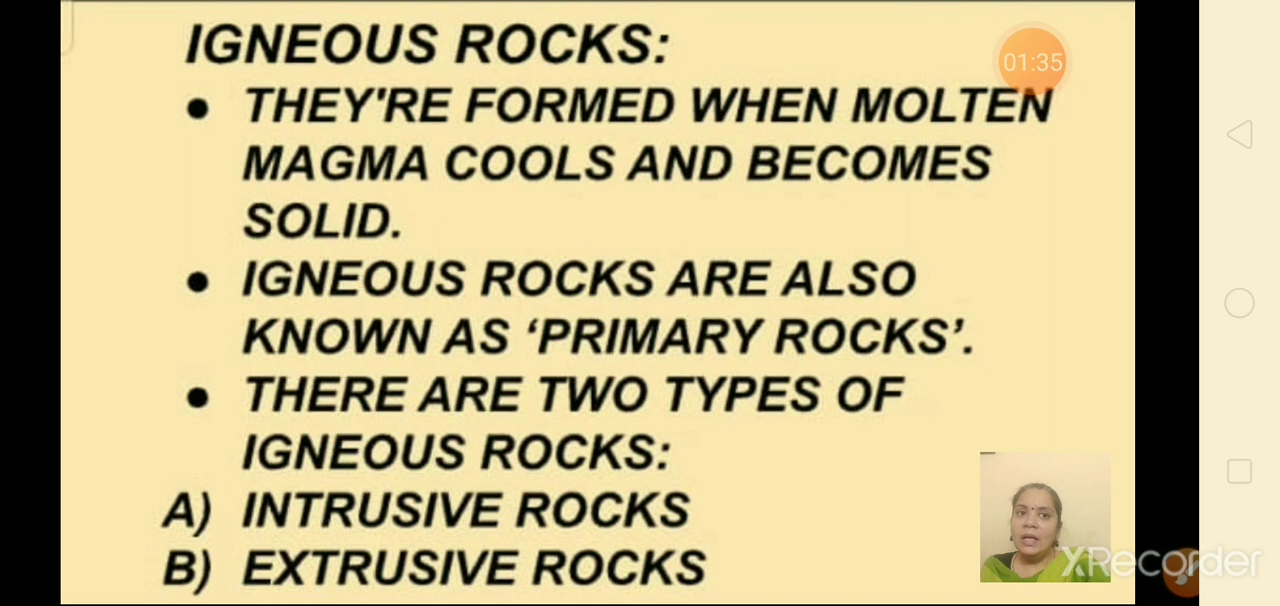 IGNEOUS ROCKS:
01:35
● THEY'RE FORMED WHEN MOLTEN
MAGMA COOLS AND BECOMES
SOLID.
● IGNEOUS ROCKS ARE ALSO
KNOWN AS ‘PRIMARY ROCKS’.
● THERE ARE TWO TYPES OF
IGNEOUS ROCKS:
A) INTRUSIVE ROCKS
B) EXTRUSIVE ROCKS
XRecorder